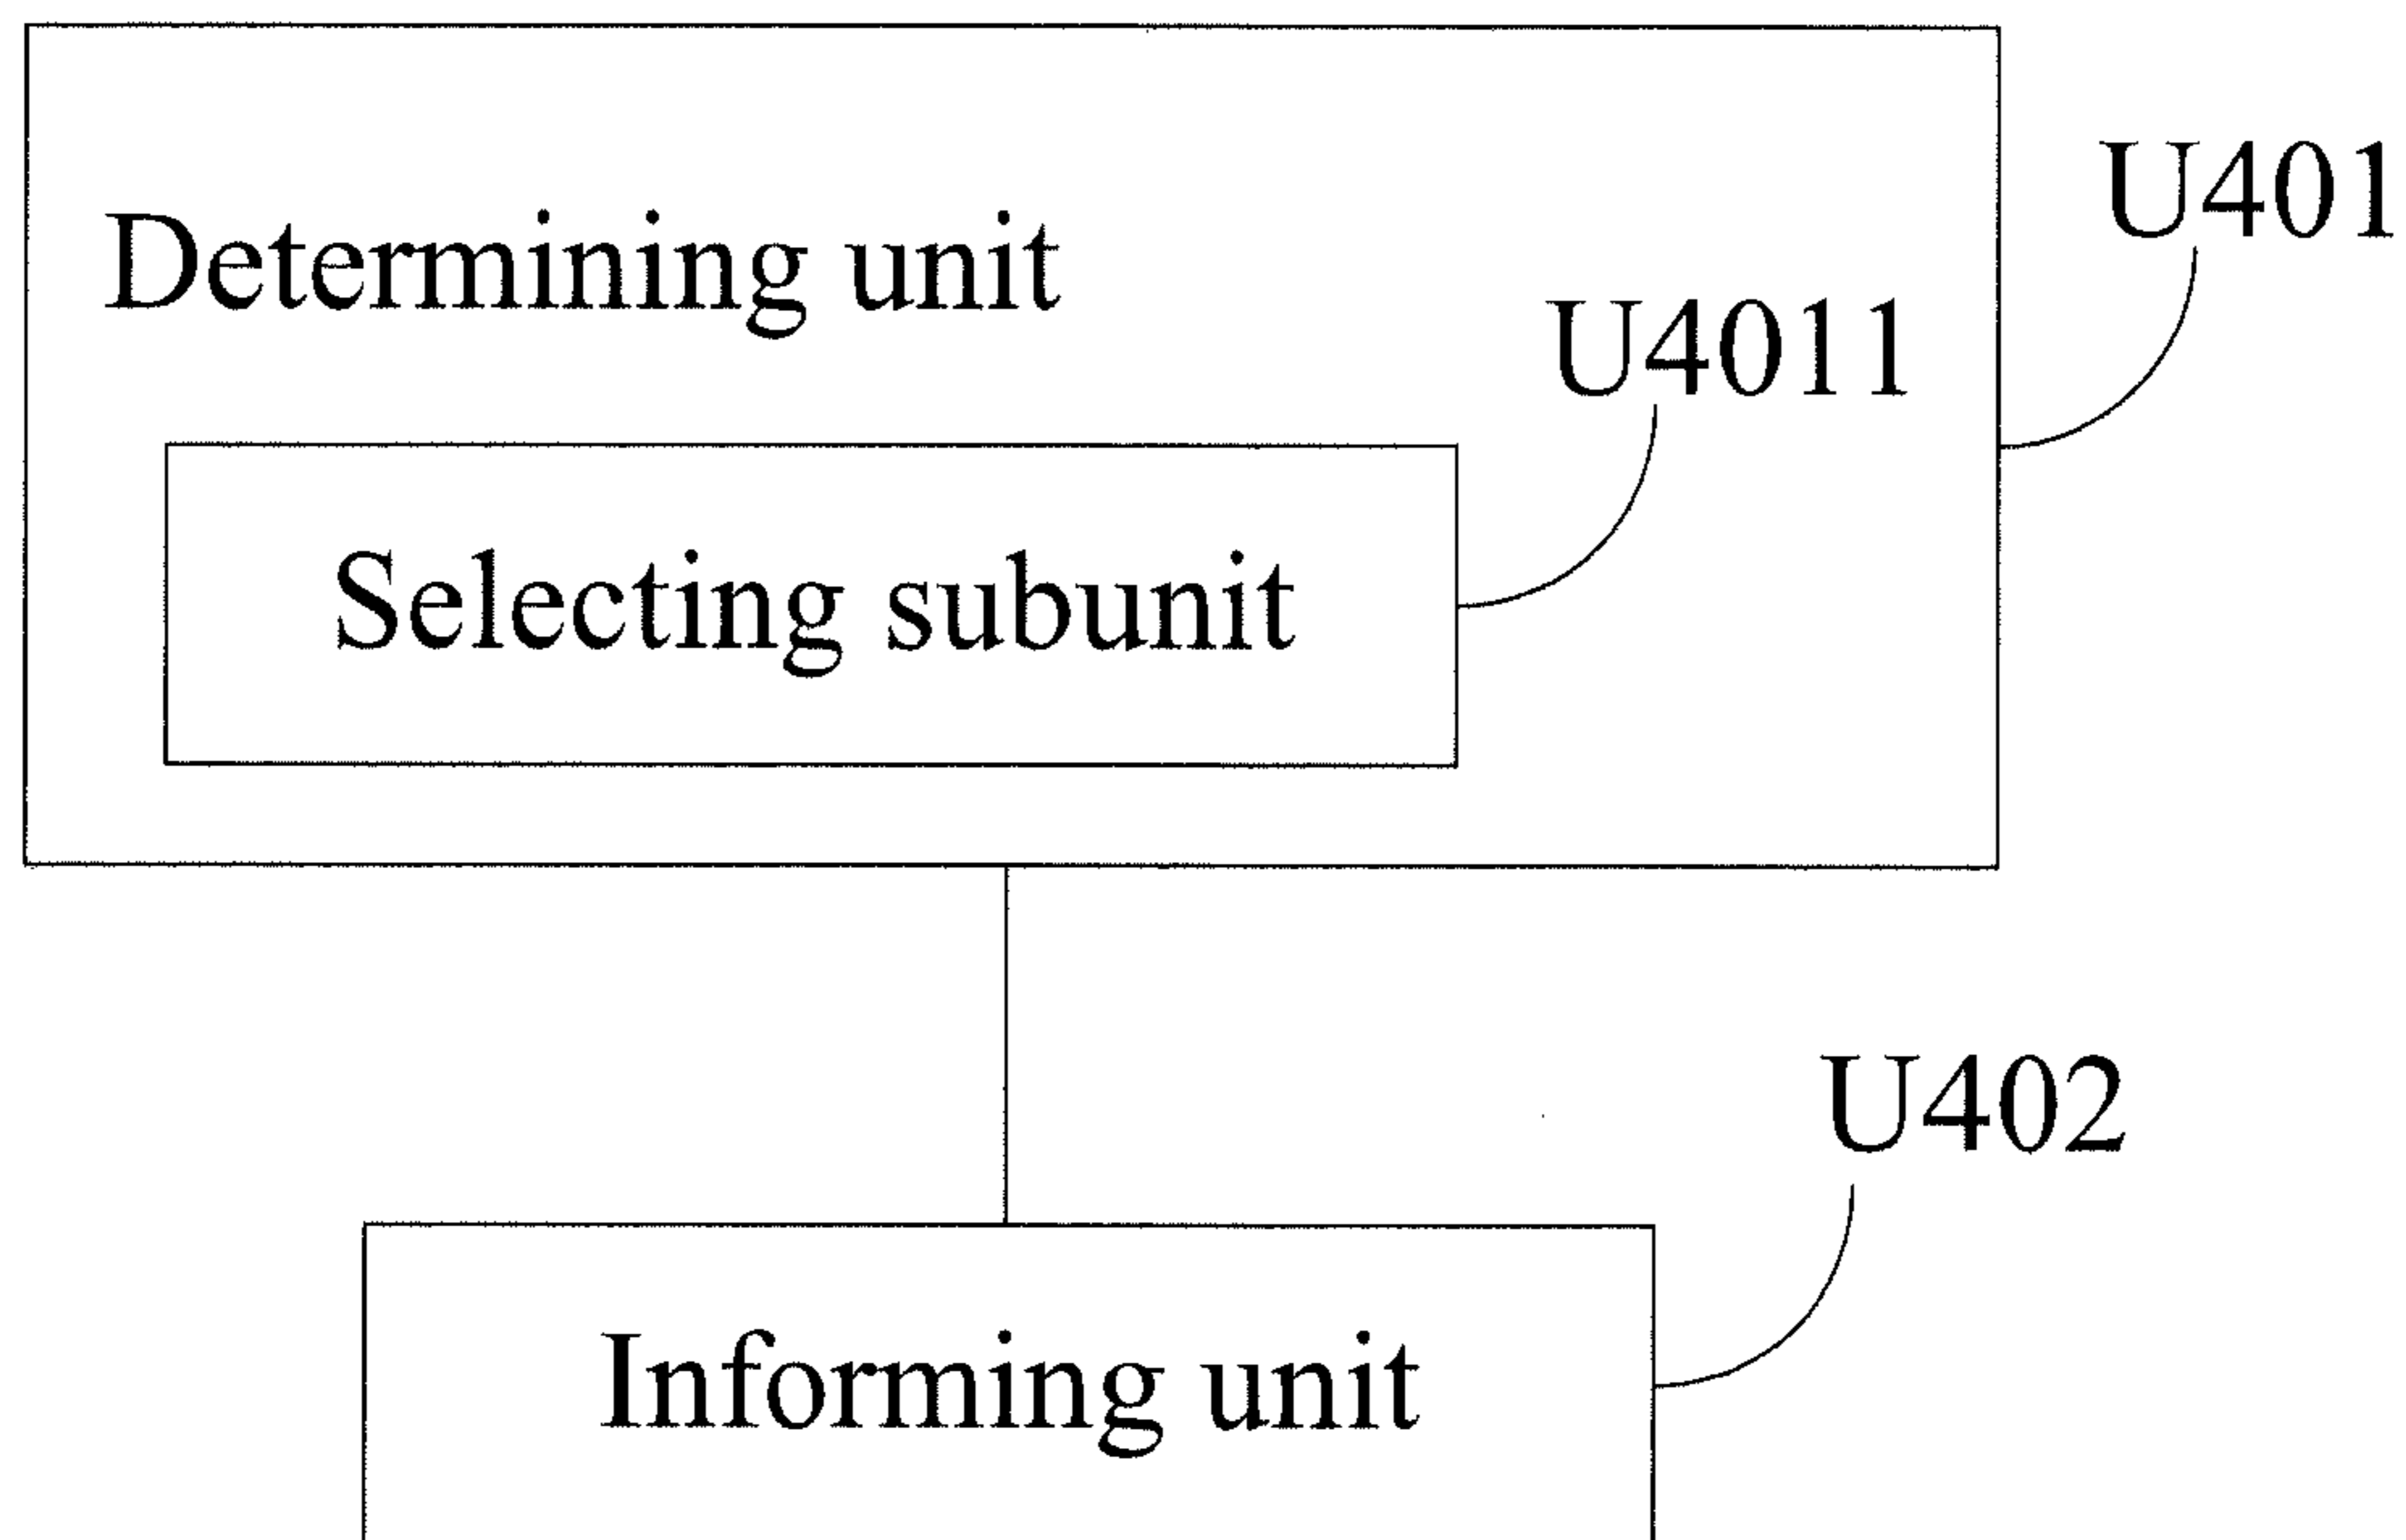 U401
Determining unit
U4011
Selecting subunit
U402
Informing unit